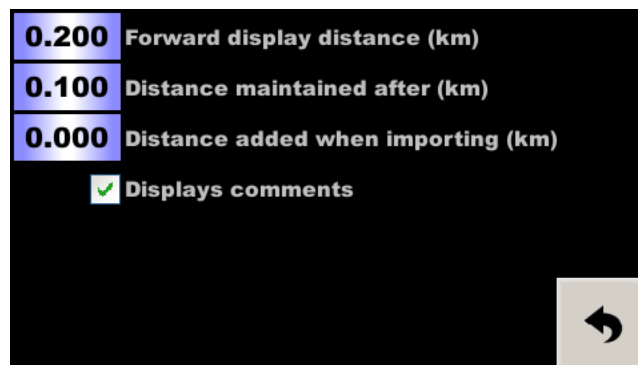 0.200 Forward display distance (km)
0.100 Distance maintained after (km)
0.000 Distance added when importing (km)
Displays comments